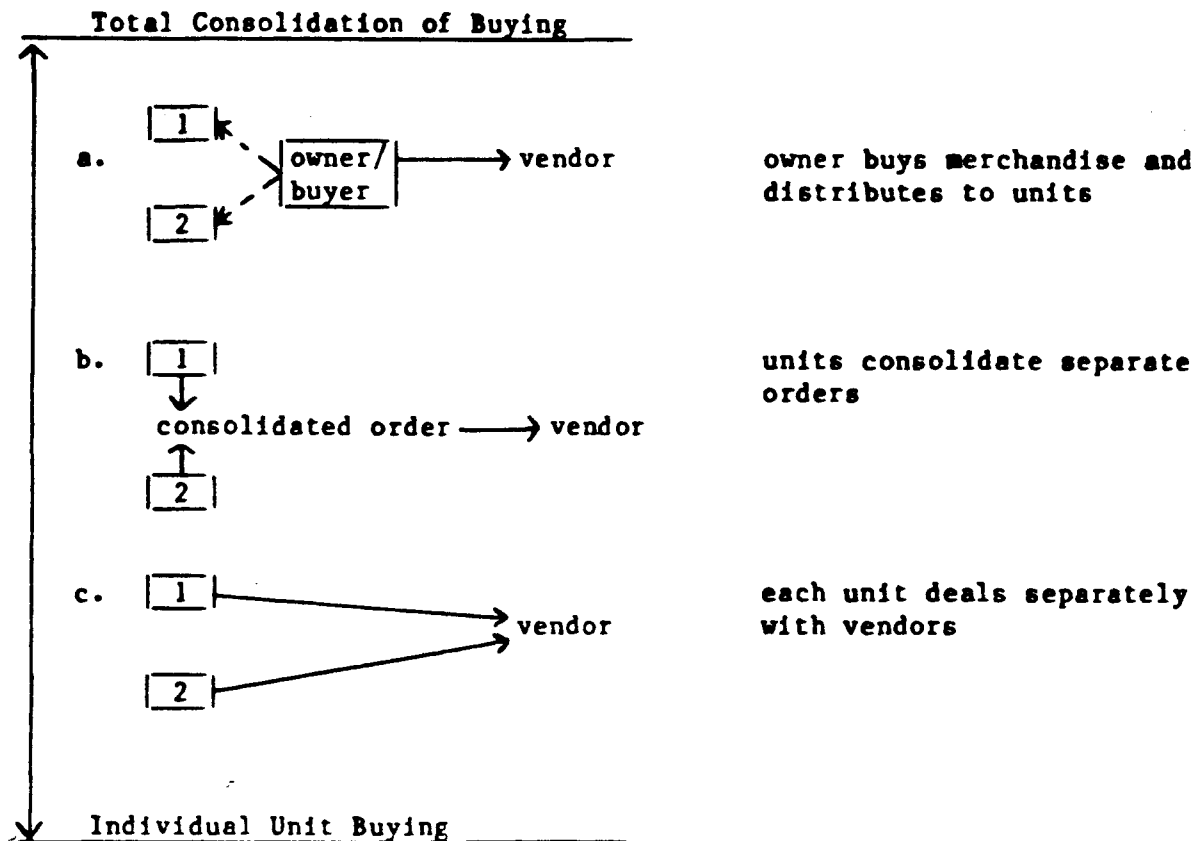 Total Consolidation of Buying
1
a.
owner/
buyer
vendor
owner buys merchandise and
distributes to units
2
b.
1
units consolidate separate
orders
consolidated order
vendor
2
c.
1
each unit deals separately
with vendors
vendor
2
Individual Unit Buying